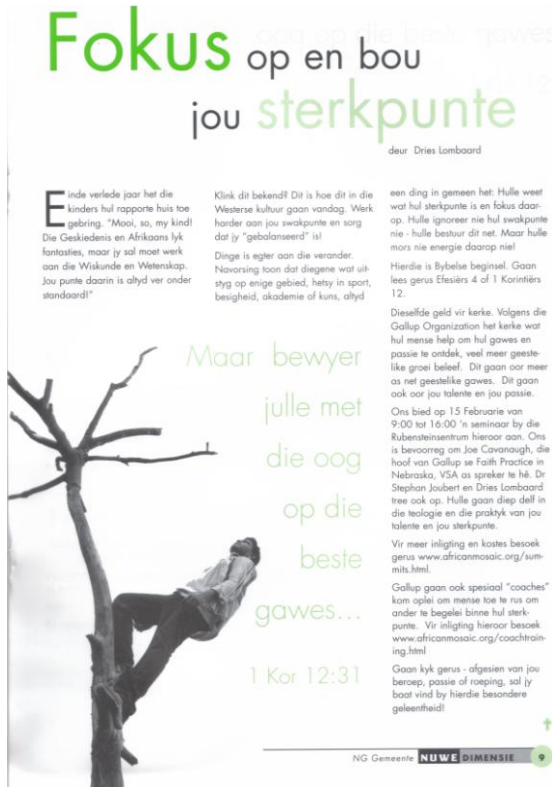 Fokus op en bou
jou sterkpunte
deur Dries Lombaard
Einde verlede jaar het die
kinders hul rapporte huis toe
gebring. "Mooi, so, my kind!
Die Geskiedenis en Afrikaans lyk
fantasties, maar jy sal moet werk
aan die Wiskunde en Wetenskap.
Jou punte daarin is altyd ver onder
standaard!"
Klink dit bekend? Dit is hoe dit in die
Westerse kultuur gaan vandag. Werk
harder aan jou swakpunte en sorg
dat jy "gebalanseerd" is!
Dinge is egter aan die verander.
Navorsing toon dat diegene wat uit-
styg op enige gebied, hetsy in sport,
besigheid, akademie of kuns, altyd
een ding in gemeen het: Hulle weet
wat hul sterkpunte is en fokus daar-
op. Hulle ignoreer nie hul swakpunte
nie - hulle bestuur dit net. Maar hulle
mors nie energie daarop nie!
Hierdie is Bybelse beginsel. Gaan
lees gerus Efesiërs 4 of 1 Korintiërs
12.
Dieselfde geld vir kerke. Volgens die
Gallup Organization het kerke wat
hul mense help om hul gawes en
passie te ontdek, veel meer geeste-
like groei beleef. Dit gaan oor meer
as net geestelike gawes. Dit gaan
ook oor jou talente en jou passie.
Ons bied op 15 Februarie van
9:00 tot 16:00 'n seminaar by die
Rubensteinsentrum hieroor aan. Ons
is bevoorreg om Joe Cavanaugh, die
hoof van Gallup se Faith Practice in
Nebraska, VSA as spreker te hê. Dr
Stephan Joubert en Dries Lombaard
tree ook op. Hulle gaan diep delf in
die teologie en die praktyk van jou
talente en jou sterkpunte.
Vir meer inligting en kostes besoek
gerus www.africanmosaic.org/sum-
mits.html.
Gallup gaan ook spesiaal "coaches"
kom oplei om mense toe te rus om
ander te begelei binne hul sterk-
punte. Vir inligting hieroor besoek
www.africanmosaic.org/coachtrain-
ing.html
Gaan kyk gerus - afgesien van jou
beroep, passie of roeping, sal jy
baat vind by hierdie besondere
geleentheid!
Maar bewyer
julle met
die oog
op die
beste
gawes...
1 Kor 12:31
NG Gemeente NUWE DIMENSIE 9